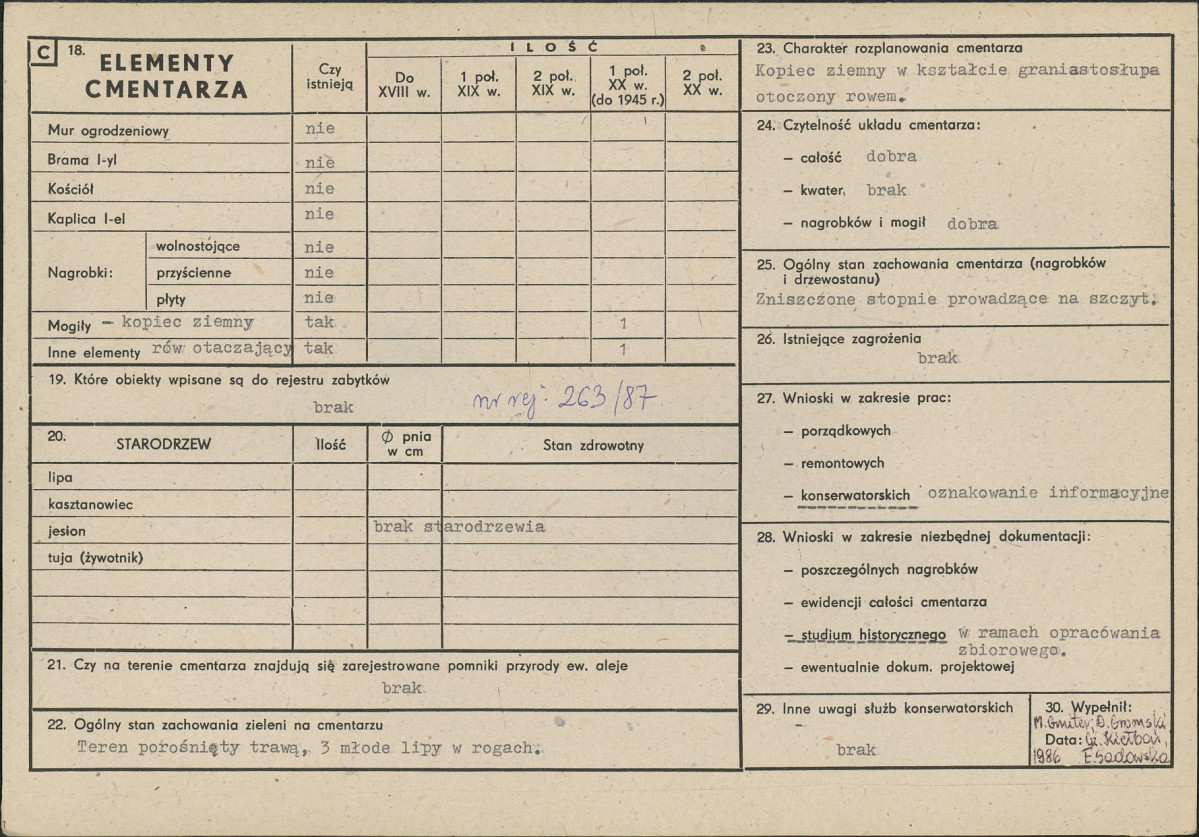 C 18. ELEMENTY
CMENTARZA
Czy
istnieją
ILOŚĆ
Do
XVIII w.
1 poł.
XIX w.
2 poł.
XIX w.
1 poł.
XX w.
(do 1945 r.)
2 poł.
XX w.
Mur ogrodzeniowy nie
Brama I-yl nie
Kościół nie
Kaplica I-el nie
Nagrobki:
wolnostojące nie
przyścienne nie
płyty nie
Mogiły – kopiec ziemny tak 1
Inne elementy rów otaczający tak 1
19. Które obiekty wpisane są do rejestru zabytków
brak nr rej. 263/87
20. STARODRZEW Ilość Ø pnia
w cm Stan zdrowotny
lipa
kasztanowiec
jesion brak starodrzewia
tuja (żywotnik)
21. Czy na terenie cmentarza znajdują się zarejestrowane pomniki przyrody ew. aleje
brak
22. Ogólny stan zachowania zieleni na cmentarzu
Teren porośnięty trawą, 3 młode lipy w rogach.
23. Charakter rozplanowania cmentarza
Kopiec ziemny w kształcie graniastosłupa
otoczony rowem.
24. Czytelność układu cmentarza:
– całość dobra
– kwater, brak
– nagrobków i mogił dobra
25. Ogólny stan zachowania cmentarza (nagrobków
i drzewostanu)
Zniszczone stopnie prowadzące na szczyt.
26. Istniejące zagrożenia
brak
27. Wnioski w zakresie prac:
– porządkowych
– remontowych
– konserwatorskich oznakowanie informacyjne
28. Wnioski w zakresie niezbędnej dokumentacji:
– poszczególnych nagrobków
– ewidencji całości cmentarza
– studium historycznego w ramach opracówania
zbiorowego.
– ewentualnie dokum. projektowej
29. Inne uwagi służb konserwatorskich
brak
30. Wypełnił:
M. Gmiter, D. Gromski
Data:
1986 E. Sadowska